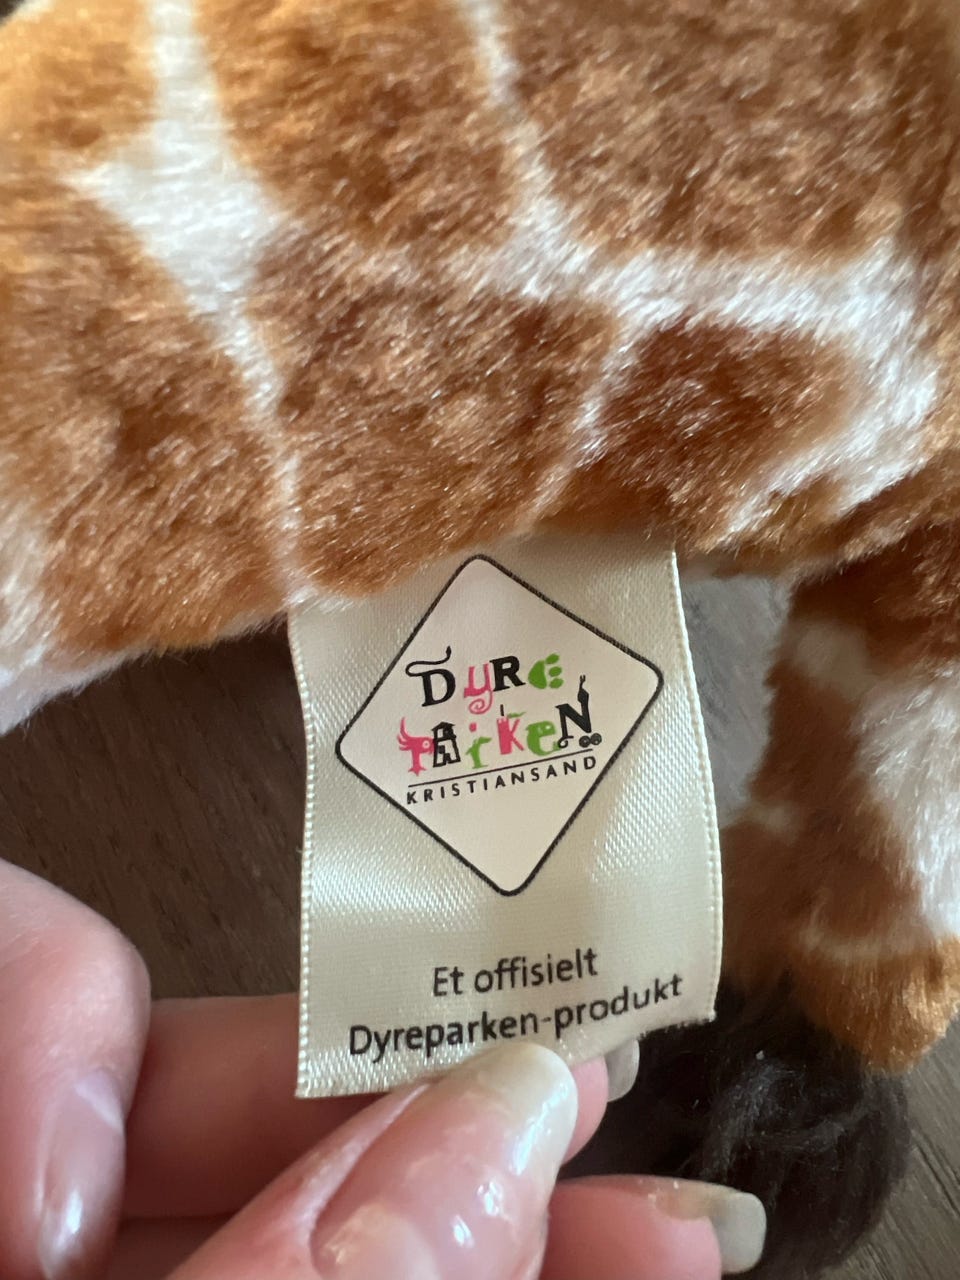 DYRE
PARKEN
KRISTIANSAND
Et offisielt
Dyreparken-produkt